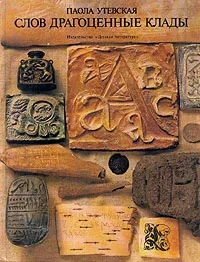 ПАОЛА УТЕВСКАЯ
СЛОВ ДРАГОЦЕННЫЕ КЛАДЫ
Издательство «Детская литература»
А
В
а
с
я